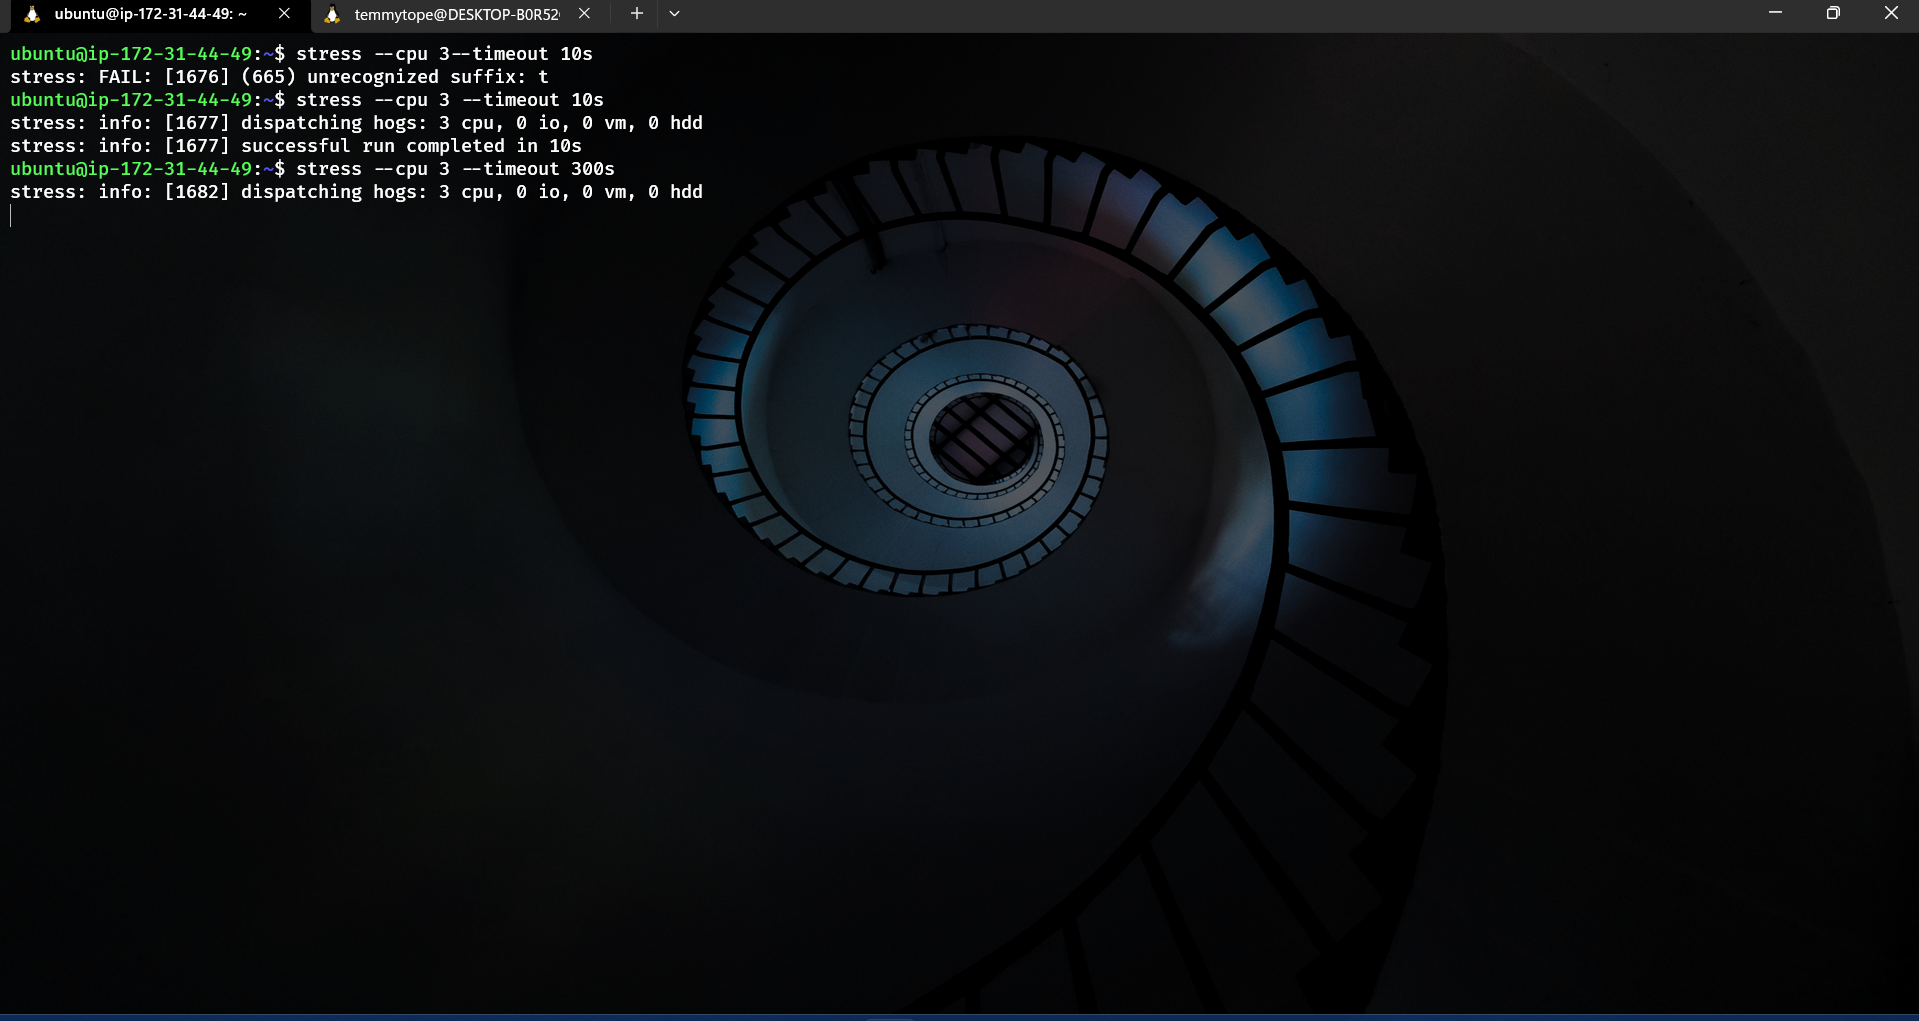 ubuntu@ip-172-31-44-49: ~
temmytope@DESKTOP-B0R52
ubuntu@ip-172-31-44-49:~$ stress --cpu 3--timeout 10s
stress: FAIL: [1676] (665) unrecognized suffix: t
ubuntu@ip-172-31-44-49:~$ stress --cpu 3 --timeout 10s
stress: info: [1677] dispatching hogs: 3 cpu, 0 io, 0 vm, 0 hdd
stress: info: [1677] successful run completed in 10s
ubuntu@ip-172-31-44-49:~$ stress --cpu 3 --timeout 300s
stress: info: [1682] dispatching hogs: 3 cpu, 0 io, 0 vm, 0 hdd